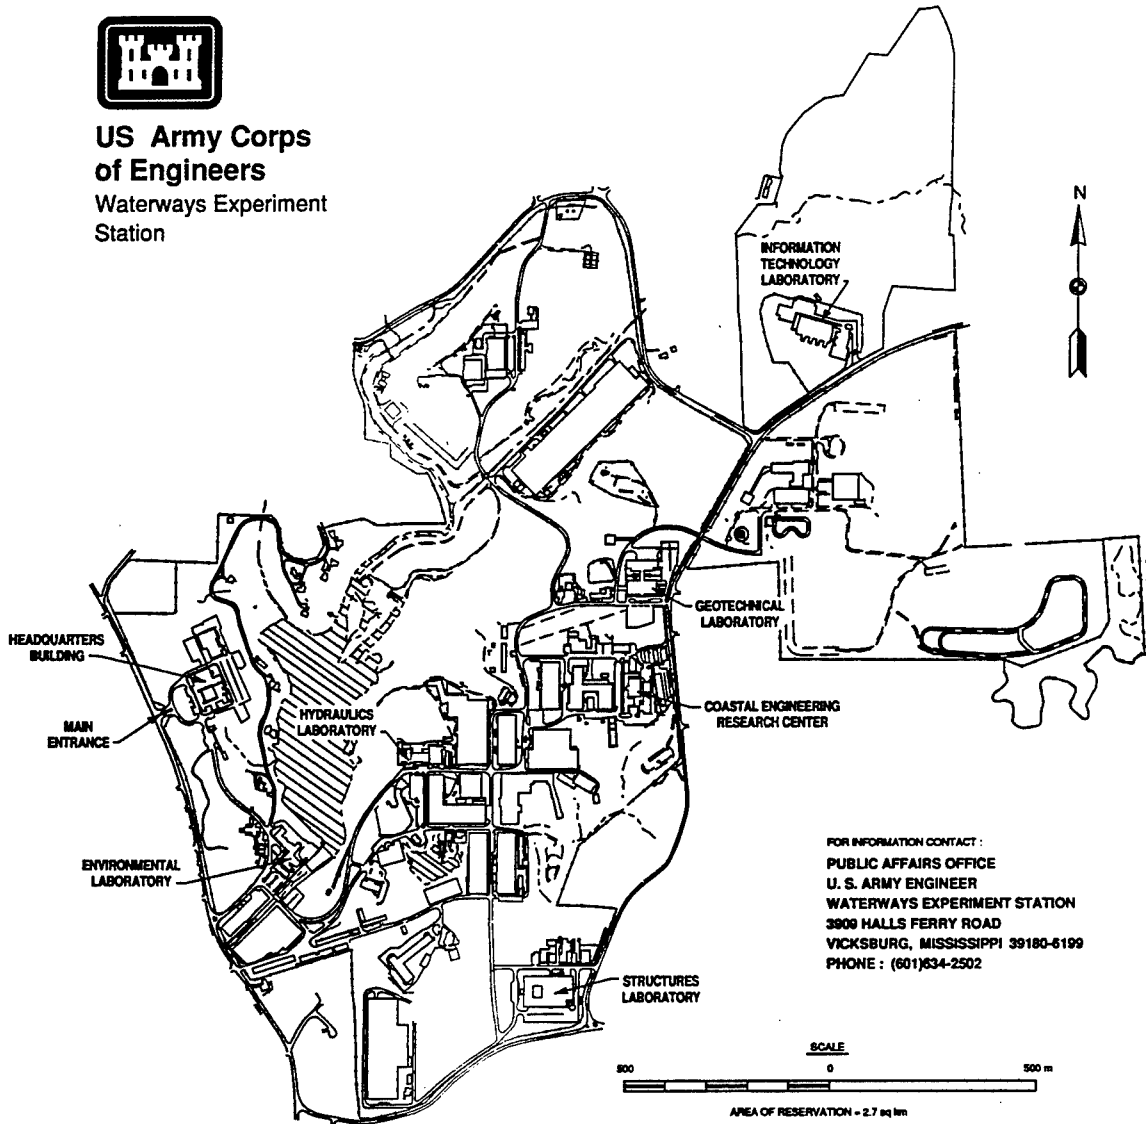 US Army Corps
of Engineers
Waterways Experiment
Station
N
INFORMATION
TECHNOLOGY
LABORATORY
GEOTECHNICAL
LABORATORY
HEADQUARTERS
BUILDING
MAIN
ENTRANCE
HYDRAULICS
LABORATORY
COASTAL ENGINEERING
RESEARCH CENTER
ENVIRONMENTAL
LABORATORY
STRUCTURES
LABORATORY
FOR INFORMATION CONTACT :
PUBLIC AFFAIRS OFFICE
U. S. ARMY ENGINEER
WATERWAYS EXPERIMENT STATION
3909 HALLS FERRY ROAD
VICKSBURG, MISSISSIPPI 39180-6199
PHONE : (601)634-2502
SCALE
500 0 500 m
AREA OF RESERVATION = 2.7 sq km